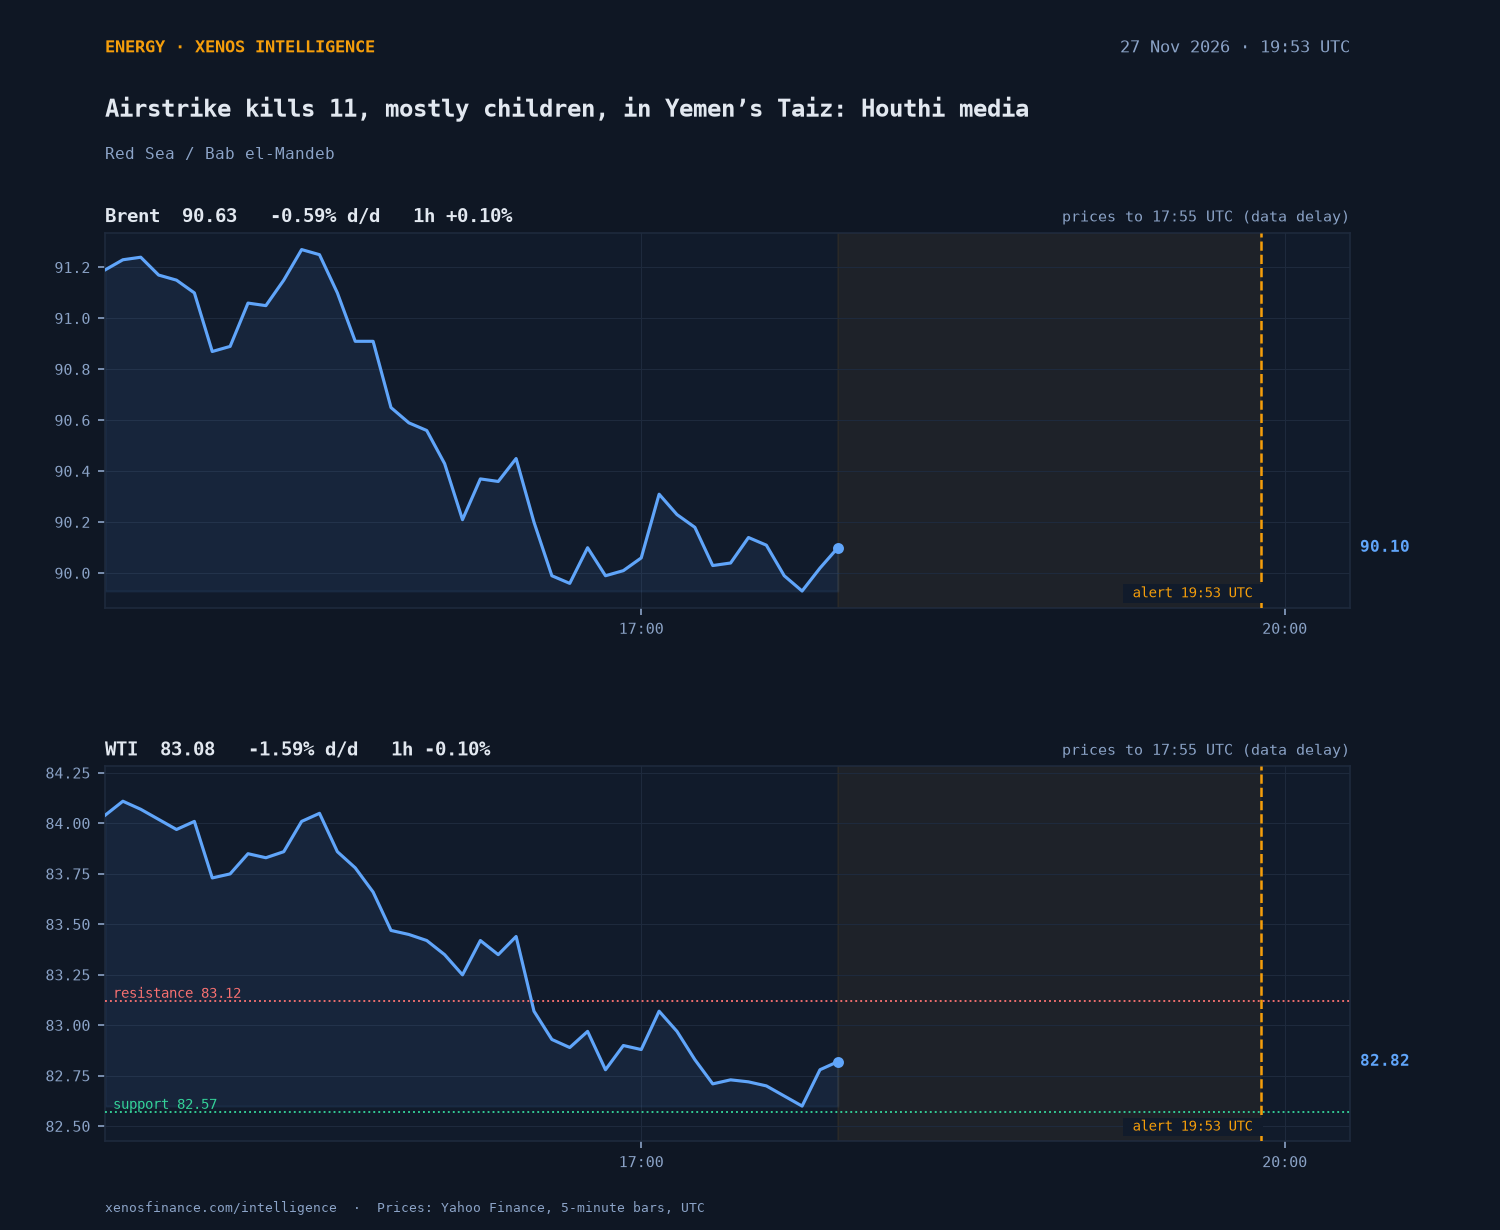 ENERGY · XENOS INTELLIGENCE
27 Nov 2026 · 19:53 UTC
Airstrike kills 11, mostly children, in Yemen’s Taiz: Houthi media
Red Sea / Bab el-Mandeb
Brent 90.63 -0.59% d/d 1h +0.10%
prices to 17:55 UTC (data delay)
91.2
91.0
90.8
90.6
90.4
90.2
90.0
90.10
alert 19:53 UTC
17:00
20:00
WTI 83.08 -1.59% d/d 1h -0.10%
prices to 17:55 UTC (data delay)
84.25
84.00
83.75
83.50
83.25
resistance 83.12
83.00
82.75
82.82
support 82.57
82.50
alert 19:53 UTC
17:00
20:00
xenosfinance.com/intelligence · Prices: Yahoo Finance, 5-minute bars, UTC